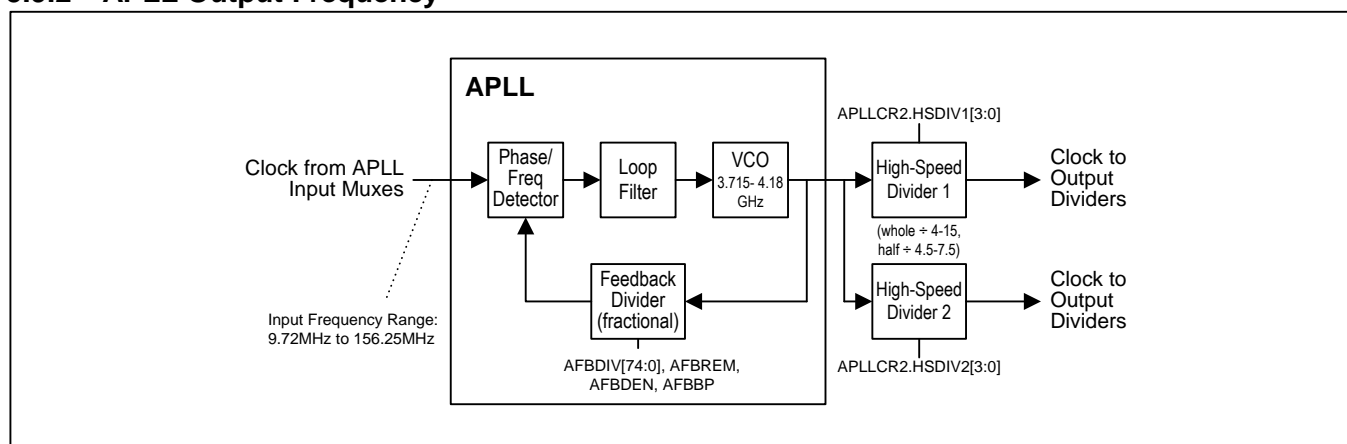 APLL
Clock from APLL
Input Muxes
Phase/
Freq
Detector
Loop
Filter
VCO
3.715- 4.18
GHz
APLLCR2.HSDIV1[3:0]
High-Speed
Divider 1
Clock to
Output
Dividers
(whole ÷ 4-15,
half ÷ 4.5-7.5)
Feedback
Divider
(fractional)
High-Speed
Divider 2
Clock to
Output
Dividers
Input Frequency Range:
9.72MHz to 156.25MHz
AFBDIV[74:0], AFBREM,
AFBDEN, AFBBP
APLLCR2.HSDIV2[3:0]